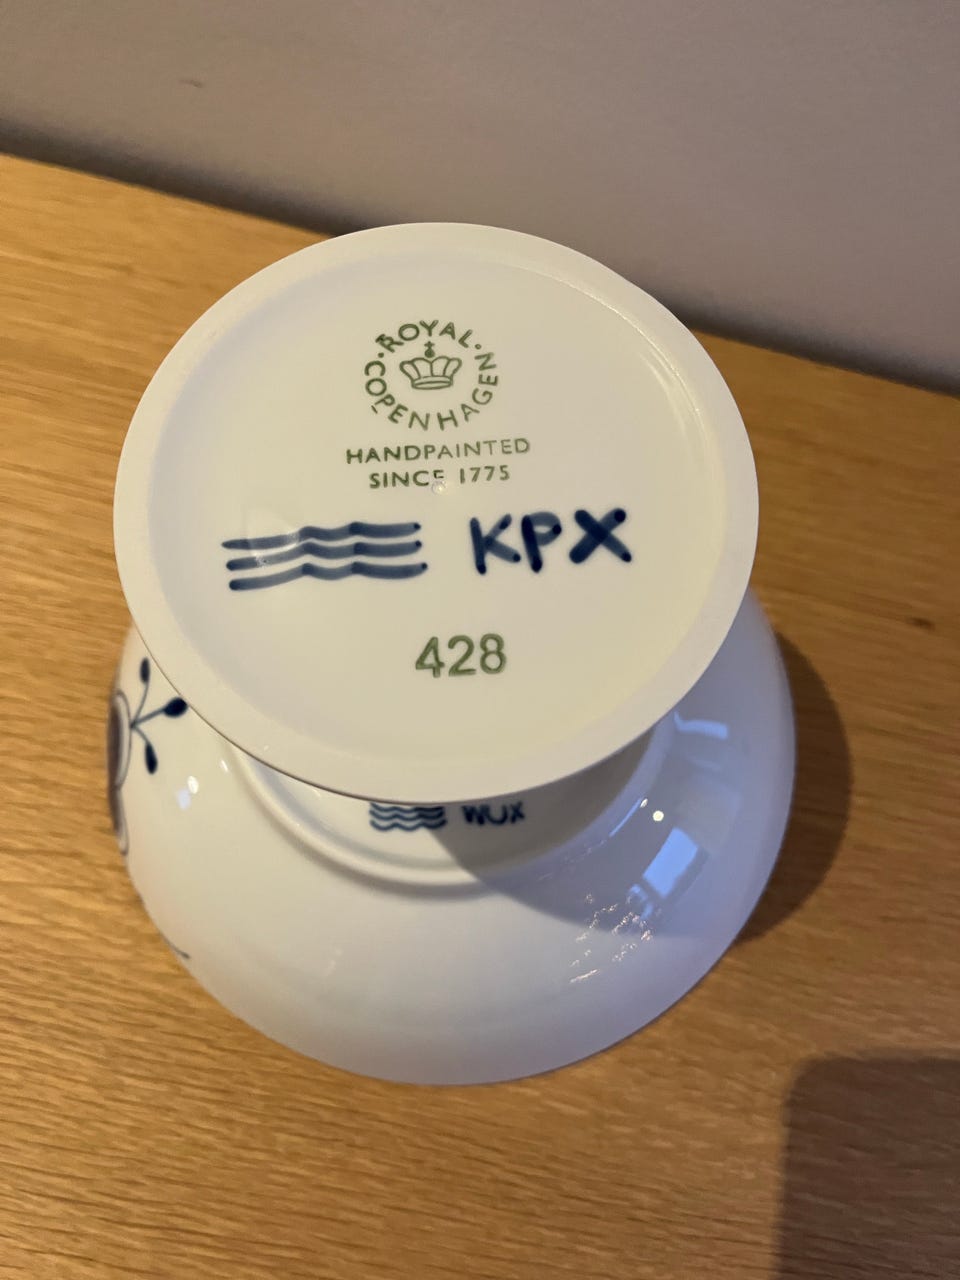 ROYAL · COPENHAGEN ·
HANDPAINTED
SINCE 1775
KPX
428
WUX